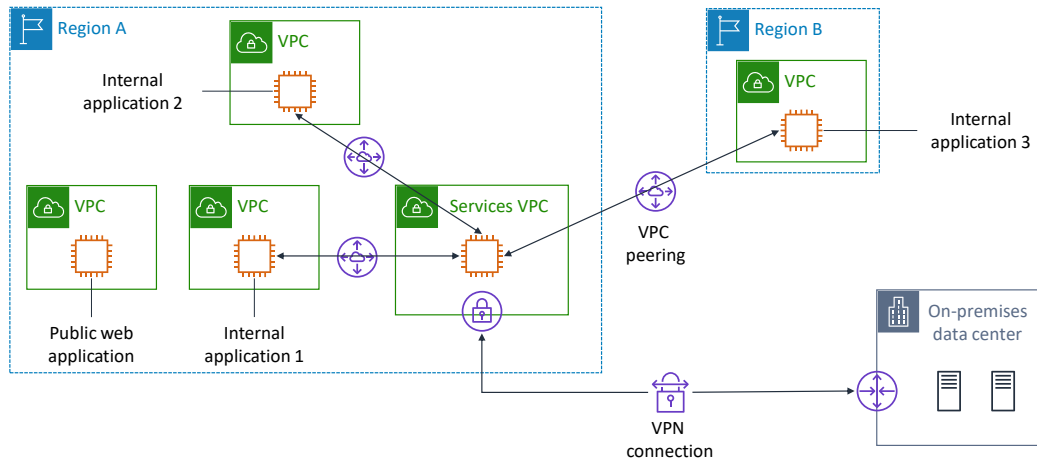 Region A
VPC
Internal
application 2
Region B
VPC
Internal
application 3
VPC
VPC
Services VPC
VPC
peering
Public web
application
Internal
application 1
On-premises
data center
VPN
connection